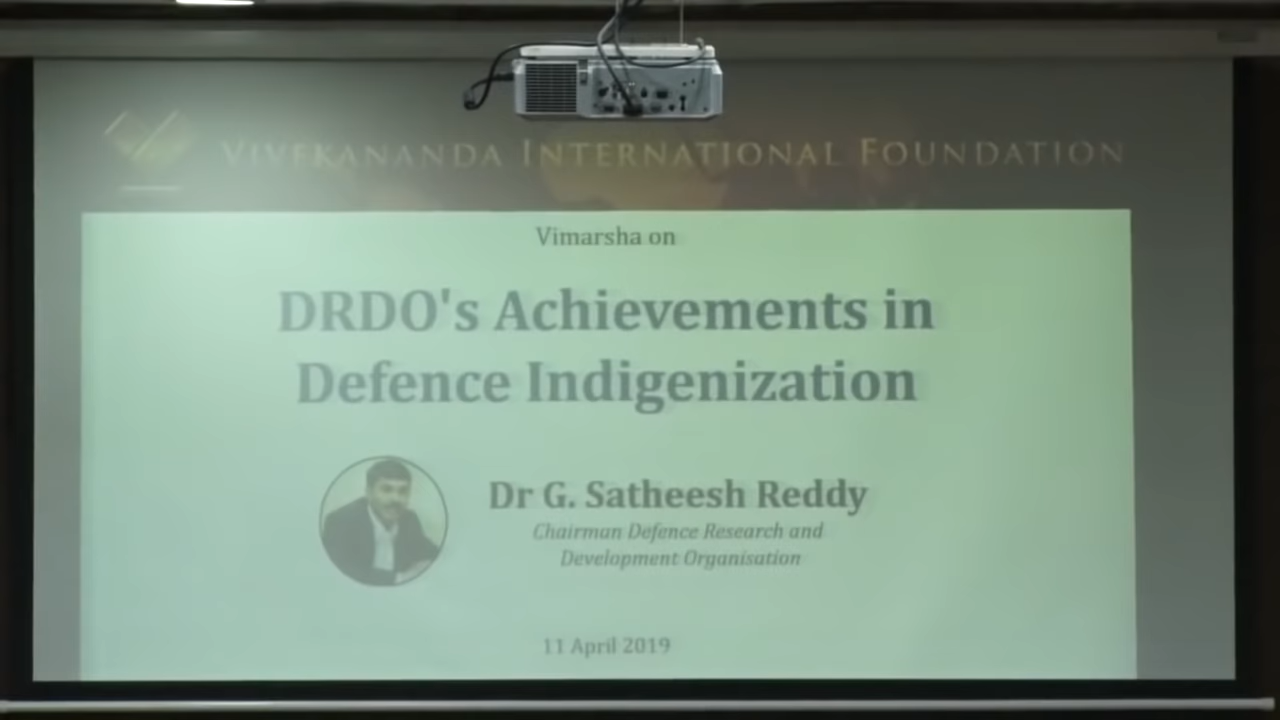 VIVEKANANDA INTERNATIONAL FOUNDATION
Vimarsha on
DRDO's Achievements in
Defence Indigenization
Dr G. Satheesh Reddy
Chairman Defence Research and
Development Organisation
11 April 2019